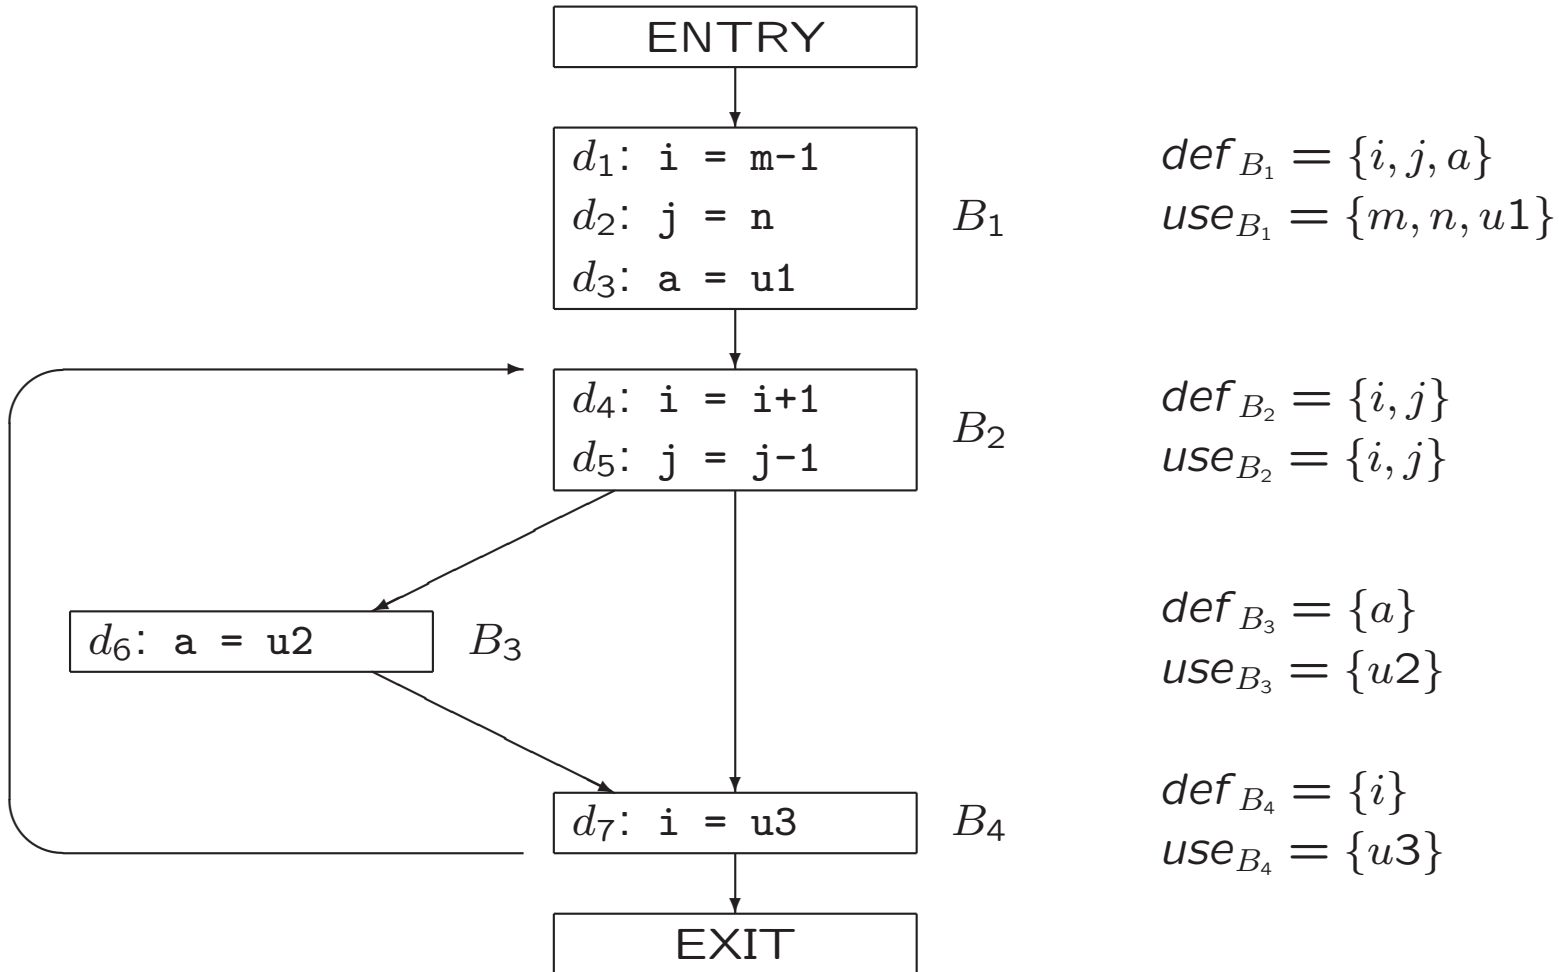 ENTRY
d₁: i = m-1
d₂: j = n
d₃: a = u1
B₁
def_B₁ = {i, j, a}
use_B₁ = {m, n, u1}
d₄: i = i+1
d₅: j = j-1
B₂
def_B₂ = {i, j}
use_B₂ = {i, j}
d₆: a = u2
B₃
def_B₃ = {a}
use_B₃ = {u2}
d₇: i = u3
B₄
def_B₄ = {i}
use_B₄ = {u3}
EXIT